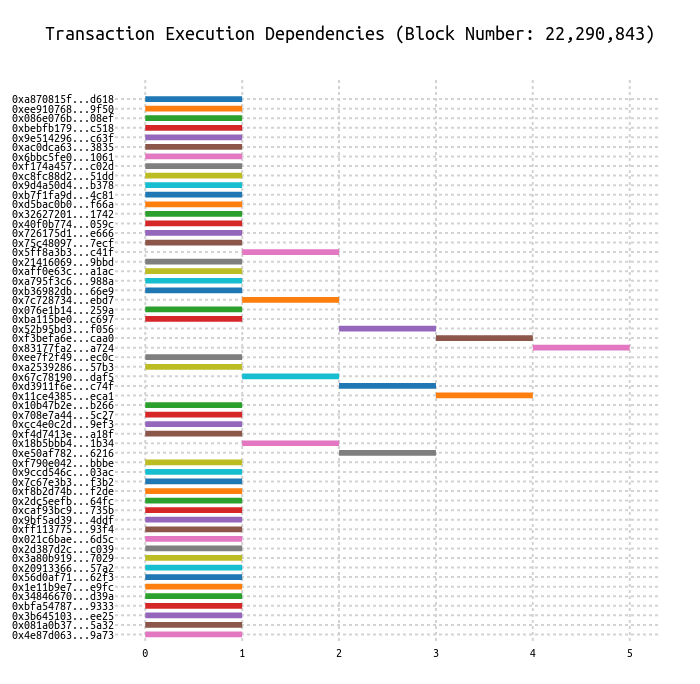 Transaction Execution Dependencies (Block Number: 22,290,843)
0xa870815f...d618
0xee910768...9f50
0x086e076b...08ef
0xbebfb179...c518
0x9e514296...c63f
0xac0dca63...3835
0x6bbc5fe0...1061
0xf174a457...c02d
0xc8fc88d2...51dd
0x9d4a50d4...b378
0xb7f1fa9d...4c81
0xd5bac0b0...f66a
0x32627201...1742
0x40f0b774...059c
0x726175d1...e666
0x75c48097...7ecf
0x5ff8a3b3...c41f
0x21416069...9bbd
0xaff0e63c...a1ac
0xa795f3c6...988a
0xb36982db...66e9
0x7c728734...ebd7
0x076e1b14...259a
0xba115be0...c697
0x52b95bd3...f056
0xf3befa6e...caa0
0x83177fa2...a724
0xee7f2f49...ec0c
0xa2539286...57b3
0x67c78190...daf5
0xd3911f6e...c74f
0x11ce4385...eca1
0x10b47b2e...b266
0x708e7a44...5c27
0xcc4e0c2d...9ef3
0xf4d7413e...a18f
0x18b5bbb4...1b34
0xe50af782...6216
0xf790e042...bbbe
0x9ccd546c...03ac
0x7c67e3b3...f3b2
0xf8b2d74b...f2de
0x2dc5eefb...64fc
0xcaf93bc9...735b
0x9bf5ad39...4ddf
0xff113775...93f4
0x021c6bae...6d5c
0x2d387d2c...c039
0x3a80b919...7029
0x20913366...57a2
0x56d0af71...62f3
0x1e11b9e7...e9fc
0x34846670...d39a
0xbfa54787...9333
0x3b645103...ee25
0x081a0b37...5a32
0x4e87d063...9a73
0 1 2 3 4 5